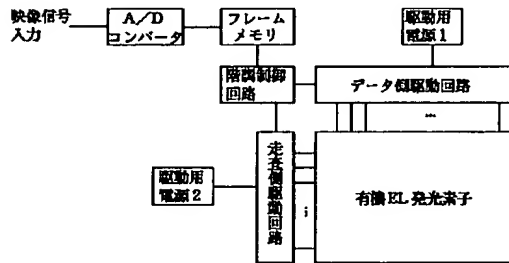 映像信号
入力
A/D
コンバータ
フレーム
メモリ
駆動用
電源1
階調制御
回路
データ側駆動回路
…
駆動用
電源2
走査側駆動回路
有機EL発光素子